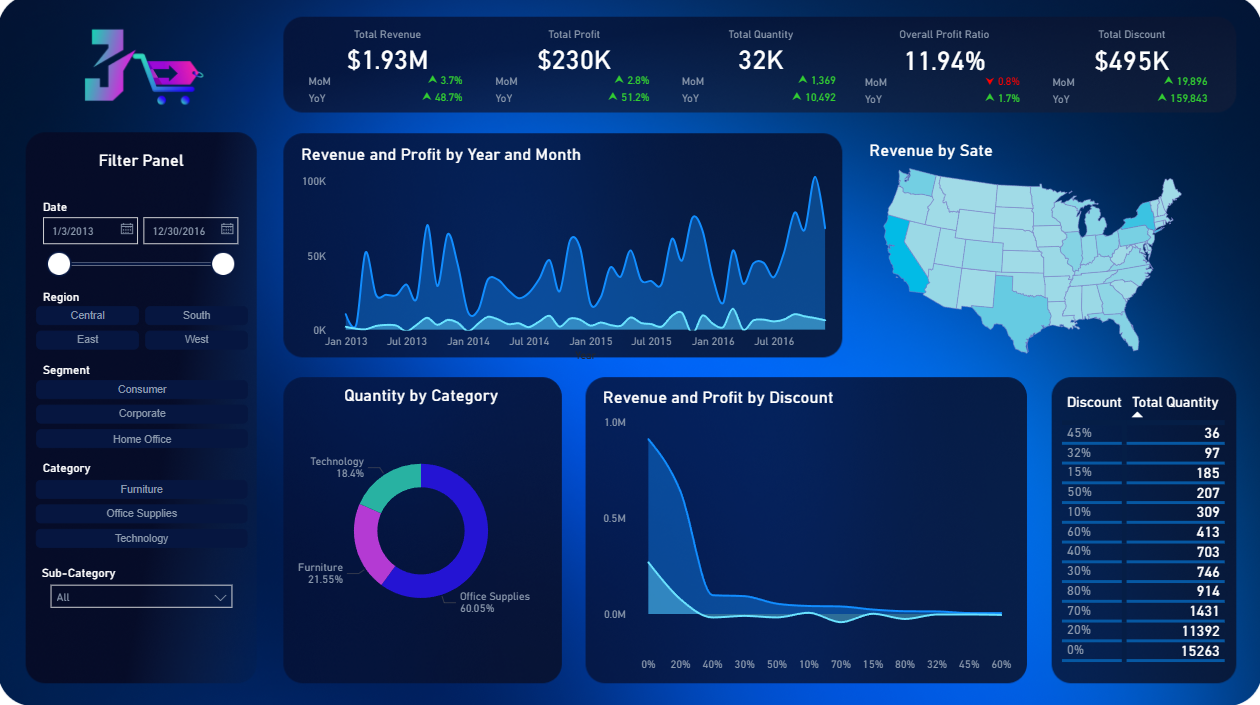 Total Revenue
$1.93M
MoM 3.7%
YoY 48.7%
Total Profit
$230K
MoM 2.8%
YoY 51.2%
Total Quantity
32K
MoM 1,369
YoY 10,492
Overall Profit Ratio
11.94%
MoM 0.8%
YoY 1.7%
Total Discount
$495K
MoM 19,896
YoY 159,843
Filter Panel
Date
1/3/2013 12/30/2016
Region
Central South
East West
Segment
Consumer
Corporate
Home Office
Category
Furniture
Office Supplies
Technology
Sub-Category
All
Revenue and Profit by Year and Month
100K
50K
0K
Jan 2013 Jul 2013 Jan 2014 Jul 2014 Jan 2015 Jul 2015 Jan 2016 Jul 2016
Revenue by Sate
Quantity by Category
Technology
18.4%
Furniture
21.55%
Office Supplies
60.05%
Revenue and Profit by Discount
1.0M
0.5M
0.0M
0% 20% 40% 30% 50% 10% 70% 15% 80% 32% 45% 60%
Discount Total Quantity
45% 36
32% 97
15% 185
50% 207
10% 309
60% 413
40% 703
30% 746
80% 914
70% 1431
20% 11392
0% 15263